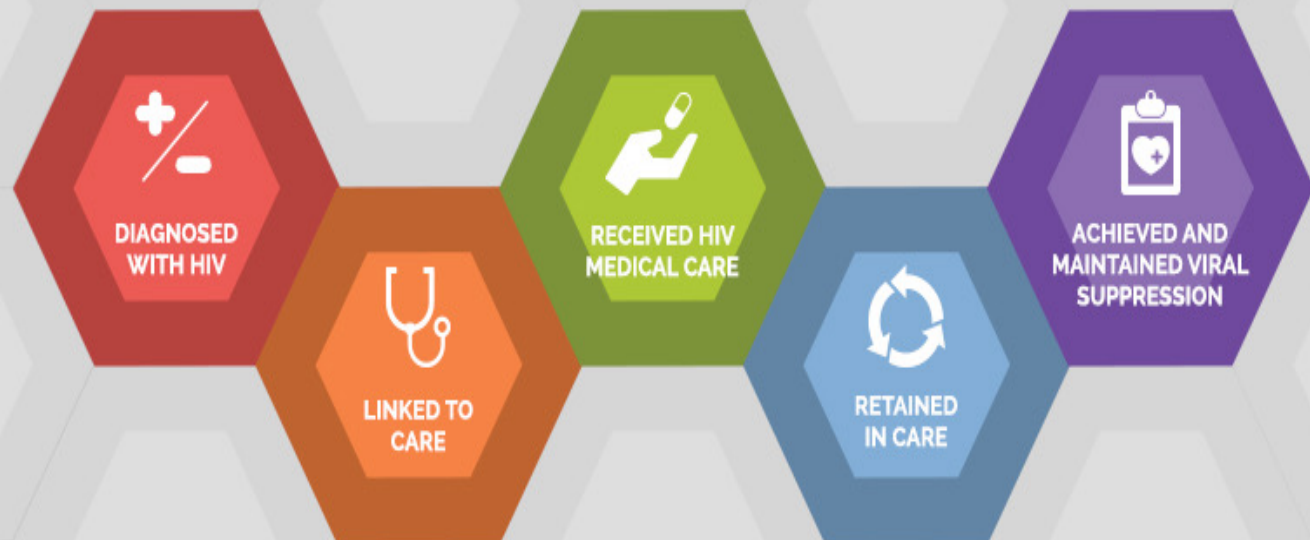 DIAGNOSED
WITH HIV
LINKED TO
CARE
RECEIVED HIV
MEDICAL CARE
RETAINED
IN CARE
ACHIEVED AND
MAINTAINED VIRAL
SUPPRESSION